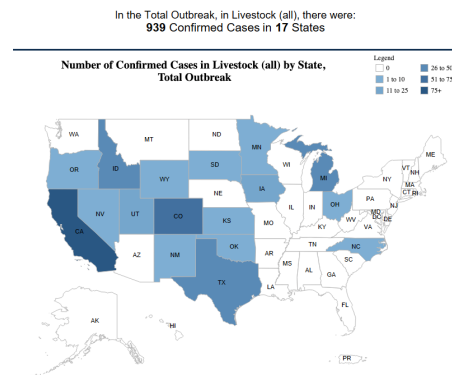 In the Total Outbreak, in Livestock (all), there were:
939 Confirmed Cases in 17 States
Number of Confirmed Cases in Livestock (all) by State,
Total Outbreak
Legend
0
1 to 10
11 to 25
26 to 50
51 to 75
75+
WA
MT
ND
MN
ME
OR
ID
SD
WI
MI
VT
NH
NY
MA
CT
RI
WY
IA
NE
PA
NJ
NV
UT
CO
IL
IN
OH
MD
DE
DC
CA
KS
MO
WV
VA
KY
AZ
NM
OK
AR
TN
NC
SC
TX
MS
AL
GA
LA
FL
AK
HI
PR